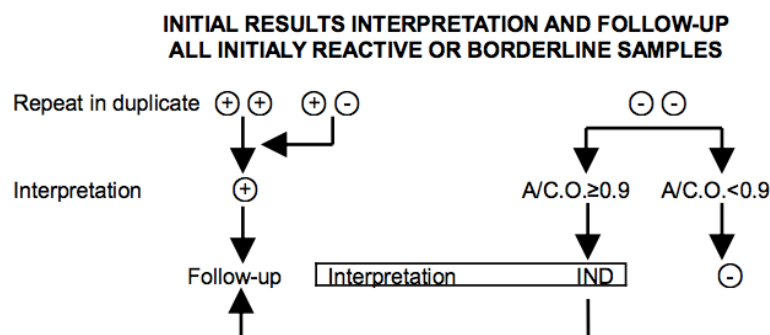 INITIAL RESULTS INTERPRETATION AND FOLLOW-UP
ALL INITIALY REACTIVE OR BORDERLINE SAMPLES
Repeat in duplicate ⊕ ⊕ ⊕ ⊖ ⊖ ⊖
Interpretation ⊕ A/C.O.≥0.9 A/C.O.<0.9
Follow-up Interpretation IND ⊖